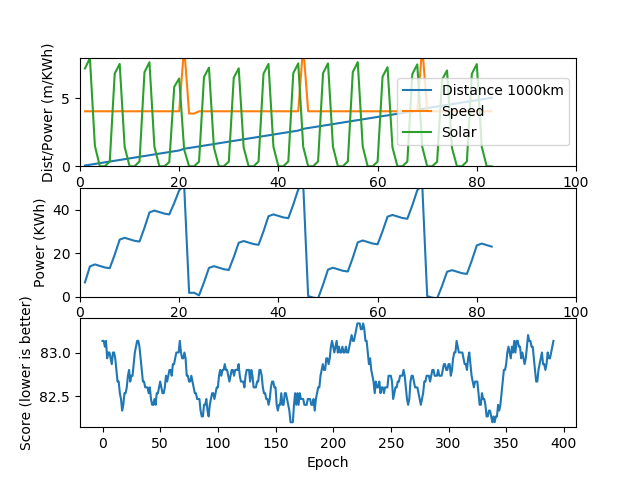 Dist/Power (m/KWh)
5
0
Distance 1000km
Speed
Solar
0 20 40 60 80 100
Power (KWh)
40
20
0
0 20 40 60 80 100
Score (lower is better)
83.0
82.5
0 50 100 150 200 250 300 350 400
Epoch